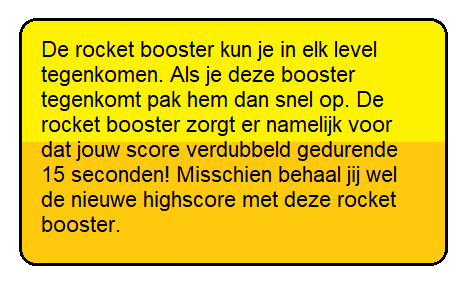 De rocket booster kun je in elk level
tegenkomen. Als je deze booster
tegenkomt pak hem dan snel op. De
rocket booster zorgt er namelijk voor
dat jouw score verdubbeld gedurende
15 seconden! Misschien behaal jij wel
de nieuwe highscore met deze rocket
booster.